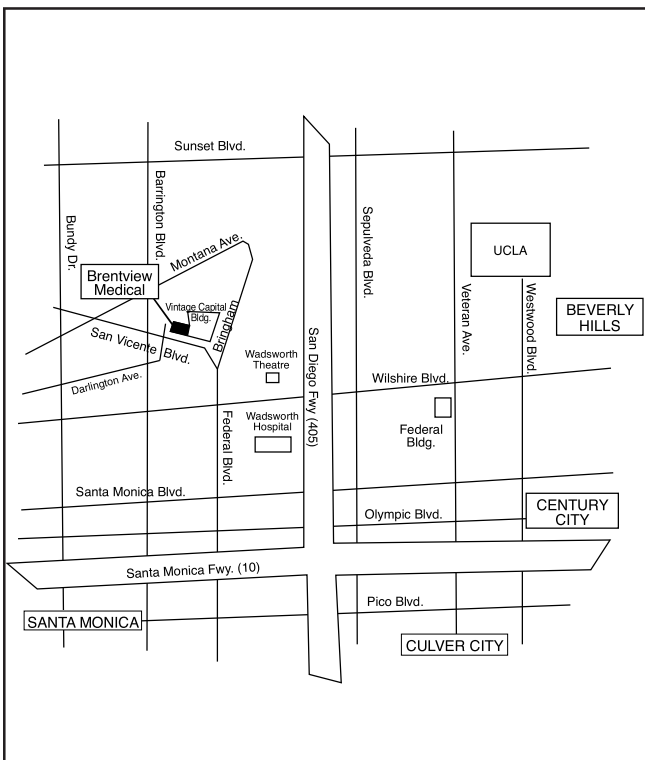 Sunset Blvd.
Barrington Blvd.
Bundy Dr.
Sepulveda Blvd.
Montana Ave.
UCLA
Brentview
Medical
Veteran Ave.
Westwood Blvd.
Vintage Capital
Bldg.
Bringham
BEVERLY
HILLS
San Vicente Blvd.
San Diego Fwy (405)
Wadsworth
Theatre
Darlington Ave.
Wilshire Blvd.
Federal Blvd.
Wadsworth
Hospital
Federal
Bldg.
Santa Monica Blvd.
Olympic Blvd.
CENTURY
CITY
Santa Monica Fwy. (10)
Pico Blvd.
SANTA MONICA
CULVER CITY